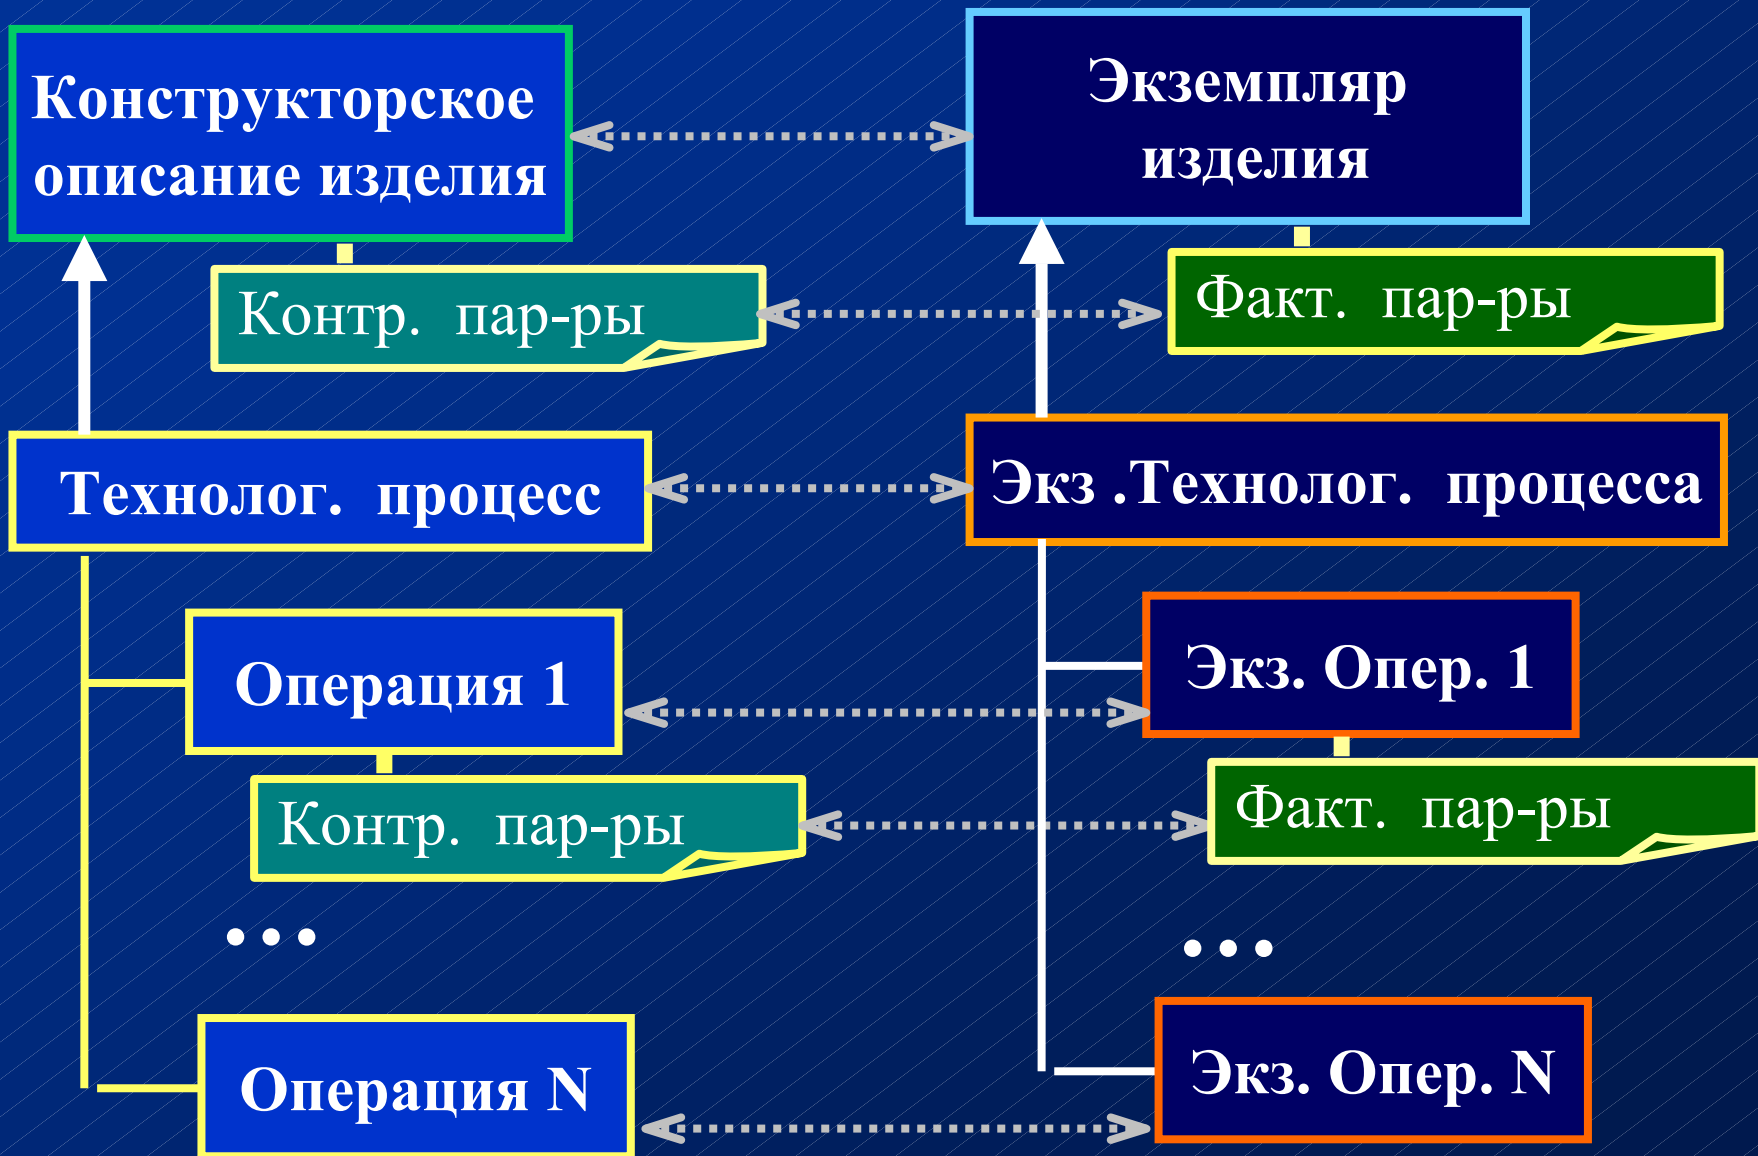 Конструкторское
описание изделия
Экземпляр
изделия
Контр. пар-ры
Факт. пар-ры
Технолог. процесс
Экз .Технолог. процесса
Операция 1
Экз. Опер. 1
Контр. пар-ры
Факт. пар-ры
...
...
Операция N
Экз. Опер. N